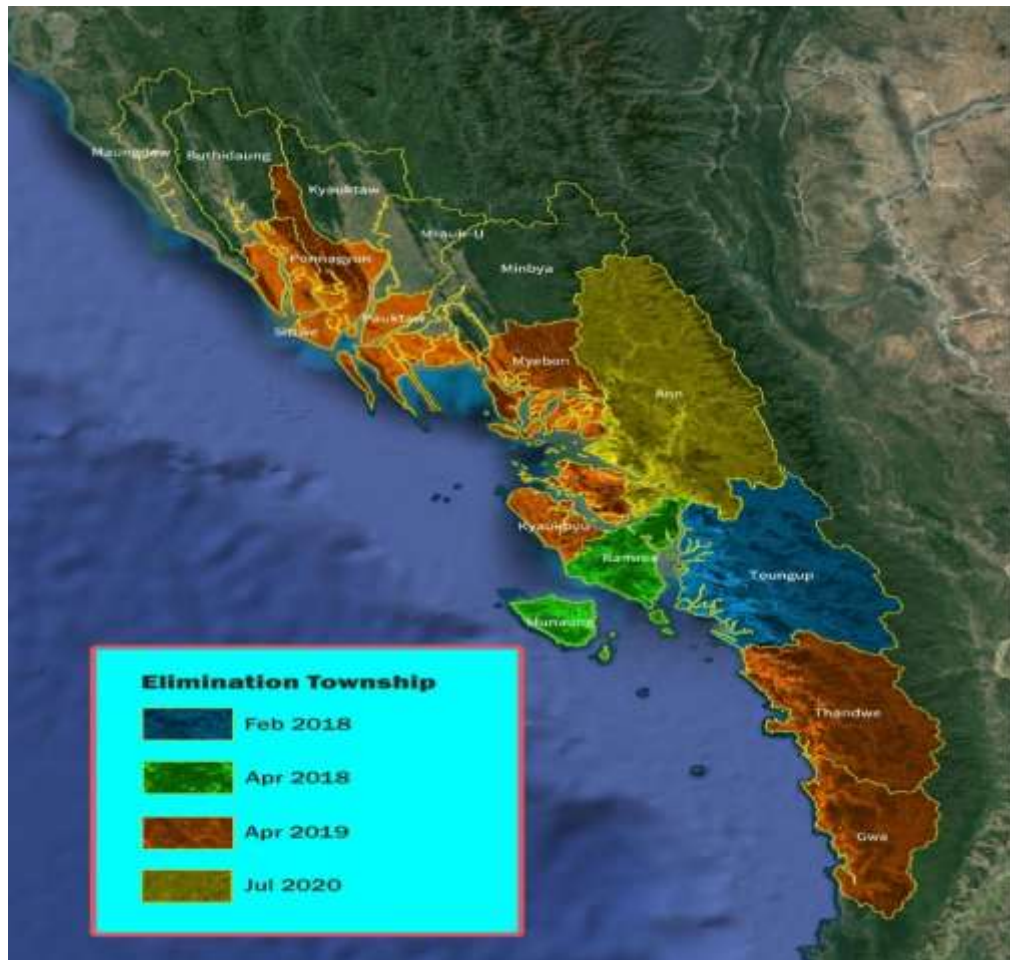 Maungdaw
Buthidaung
Kyauktaw
Mrauk-U
Ponnagyun
Minbya
Pauktaw
Sittwe
Myebon
Ann
Kyaukphyu
Ramree
Toungup
Munaung
Thandwe
Gwa
Elimination Township
Feb 2018
Apr 2018
Apr 2019
Jul 2020